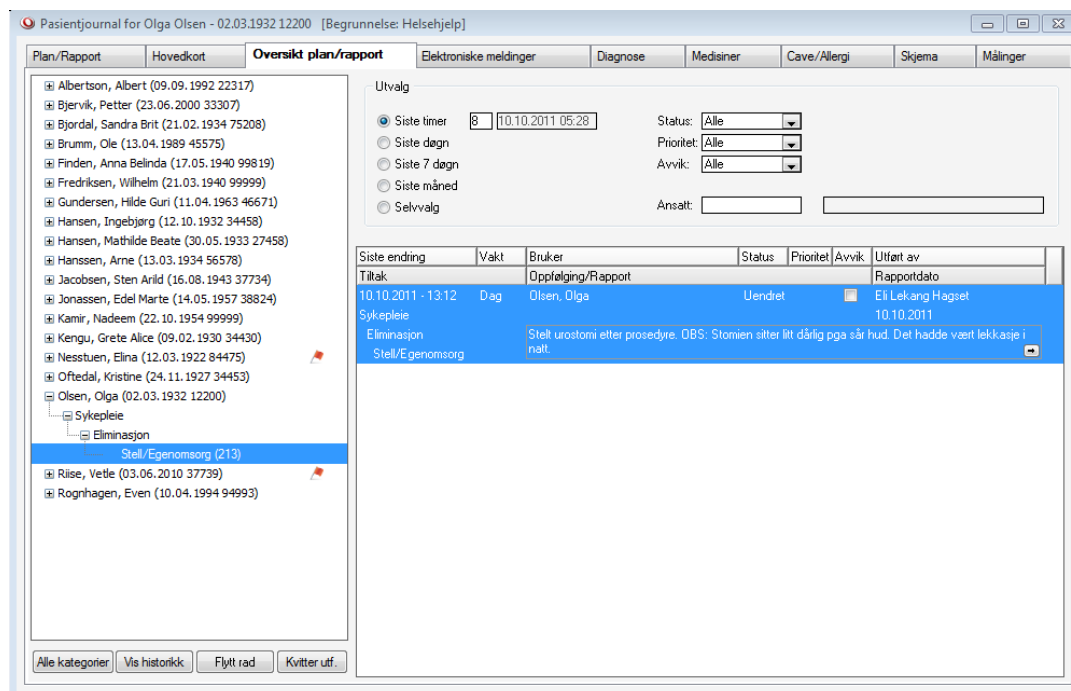 Pasientjournal for Olga Olsen - 02.03.1932 12200 [Begrunnelse: Helsehjelp]
Plan/Rapport Hovedkort Oversikt plan/rapport Elektroniske meldinger Diagnose Medisiner Cave/Allergi Skjema Målinger
Albertson, Albert (09.09.1992 22317)
Bjervik, Petter (23.06.2000 33307)
Bjordal, Sandra Brit (21.02.1934 75208)
Brumm, Ole (13.04.1989 45575)
Finden, Anna Belinda (17.05.1940 99819)
Fredriksen, Wilhelm (21.03.1940 99999)
Gundersen, Hilde Guri (11.04.1963 46671)
Hansen, Ingebjørg (12.10.1932 34458)
Hansen, Mathilde Beate (30.05.1933 27458)
Hanssen, Arne (13.03.1934 56578)
Jacobsen, Sten Arild (16.08.1943 37734)
Jonassen, Edel Marte (14.05.1957 38824)
Kamir, Nadeem (22.10.1954 99999)
Kengu, Grete Alice (09.02.1930 34430)
Nesstuen, Elina (12.03.1922 84475)
Oftedal, Kristine (24.11.1927 34453)
Olsen, Olga (02.03.1932 12200)
Sykepleie
Eliminasjon
Stell/Egenomsorg (213)
Riise, Vetle (03.06.2010 37739)
Rognhagen, Even (10.04.1994 94993)
Alle kategorier Vis historikk Flytt rad Kvitter utf.
Utvalg
Siste timer 8 10.10.2011 05:28 Status: Alle
Siste døgn Prioritet: Alle
Siste 7 døgn Avvik: Alle
Siste måned
Selvvalg Ansatt:
Siste endring Vakt Bruker Status Prioritet Avvik Utført av
Tiltak Oppfølging/Rapport Rapportdato
10.10.2011 - 13:12 Dag Olsen, Olga Uendret Eli Lekang Hagset
Sykepleie 10.10.2011
Eliminasjon Stelt urostomi etter prosedyre. OBS: Stomien sitter litt dårlig pga sår hud. Det hadde vært lekkasje i
Stell/Egenomsorg natt.